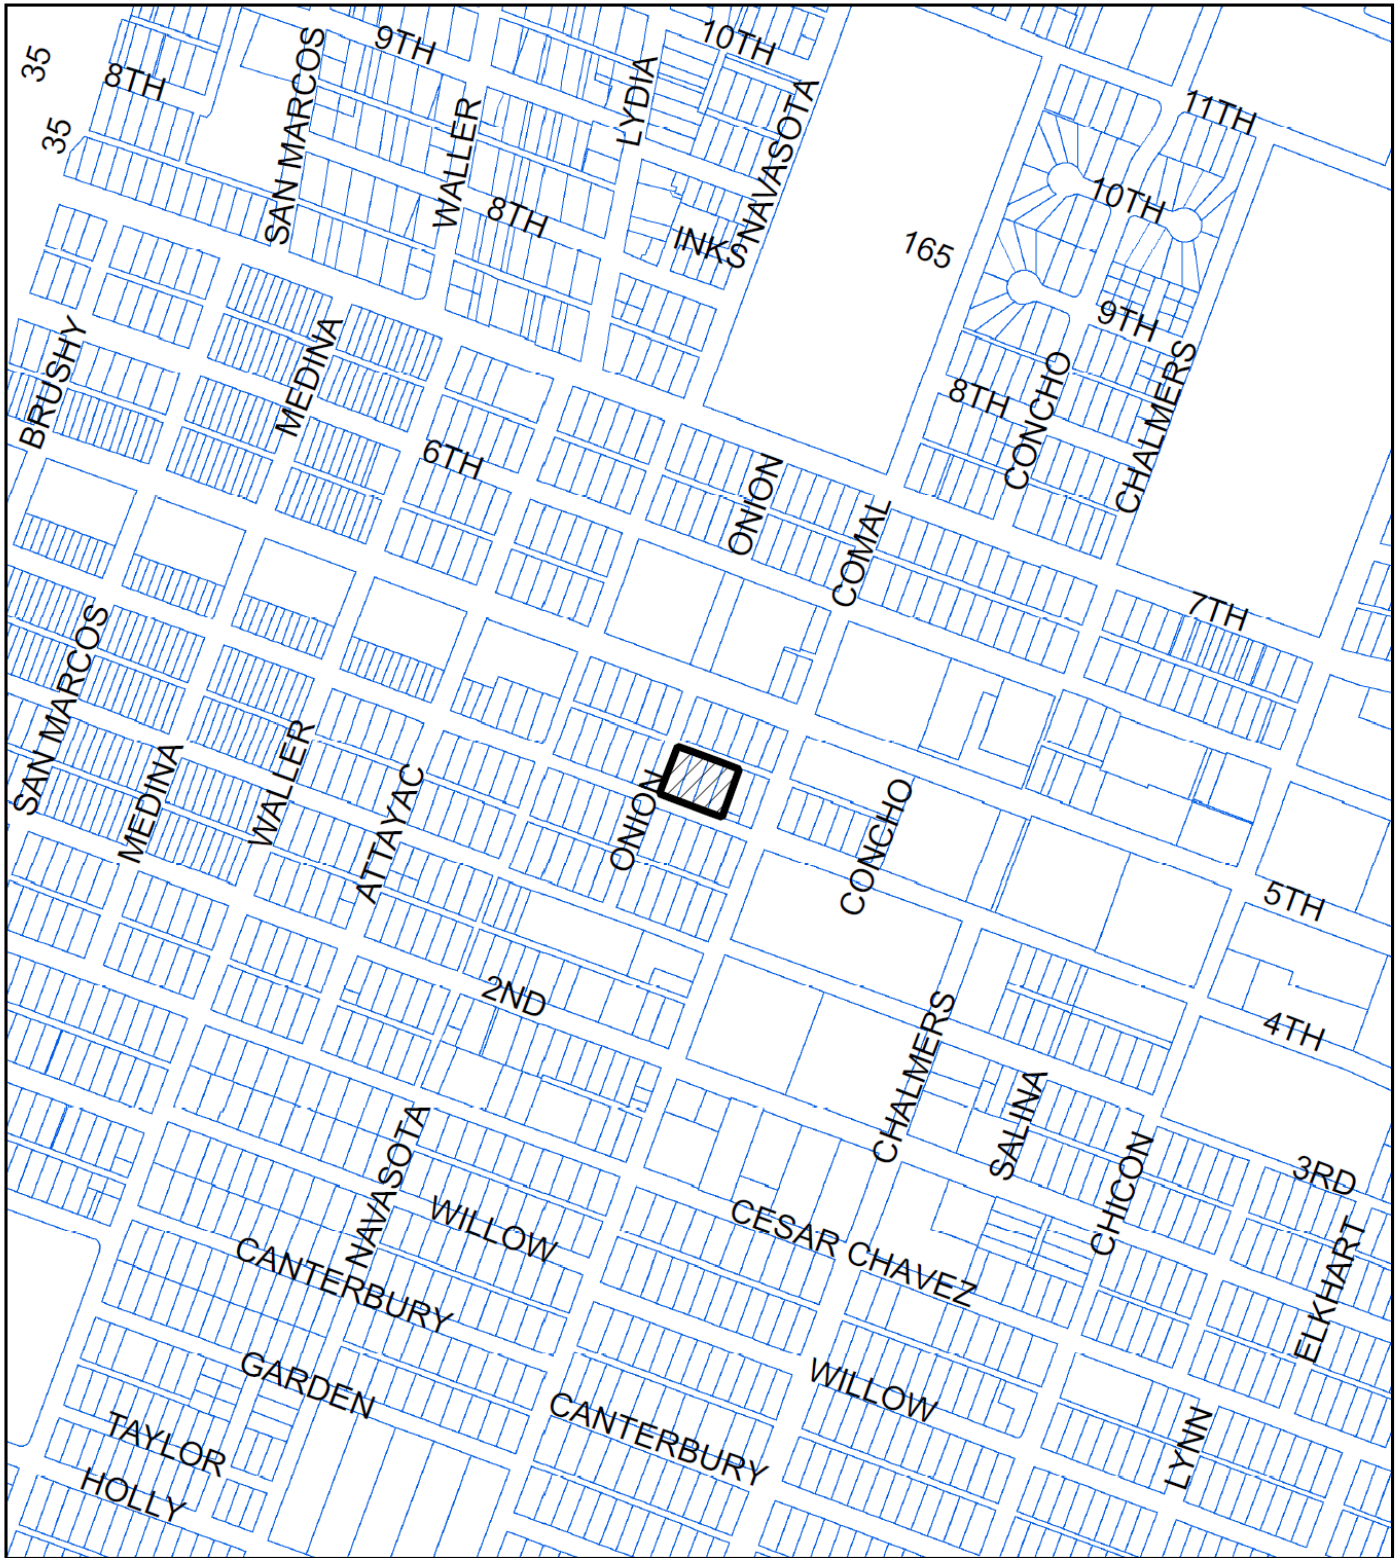 35
8TH
SAN MARCOS
9TH
10TH
LYDIA
35
WALLER
NAVASOTA
11TH
8TH
INKS
165
10TH
9TH
BRUSHY
MEDINA
6TH
8TH
CONCHO
CHALMERS
ONION
COMAL
7TH
SAN MARCOS
MEDINA
WALLER
ATTAYAC
ONION
CONCHO
5TH
2ND
4TH
CHALMERS
SALINA
NAVASOTA
WILLOW
CESAR CHAVEZ
CHICON
3RD
CANTERBURY
ELKHART
GARDEN
WILLOW
CANTERBURY
TAYLOR
LYNN
HOLLY